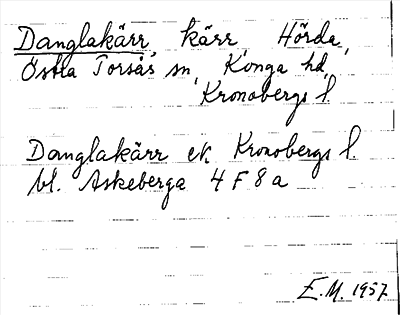 Danglakärr, kärr, Hörda,
Östra Torsås sn, Konga hd,
Kronobergs l.
Danglakärr ek. Kronobergs l.
bl. Askeberga 4 F 8 a
E.M. 1957